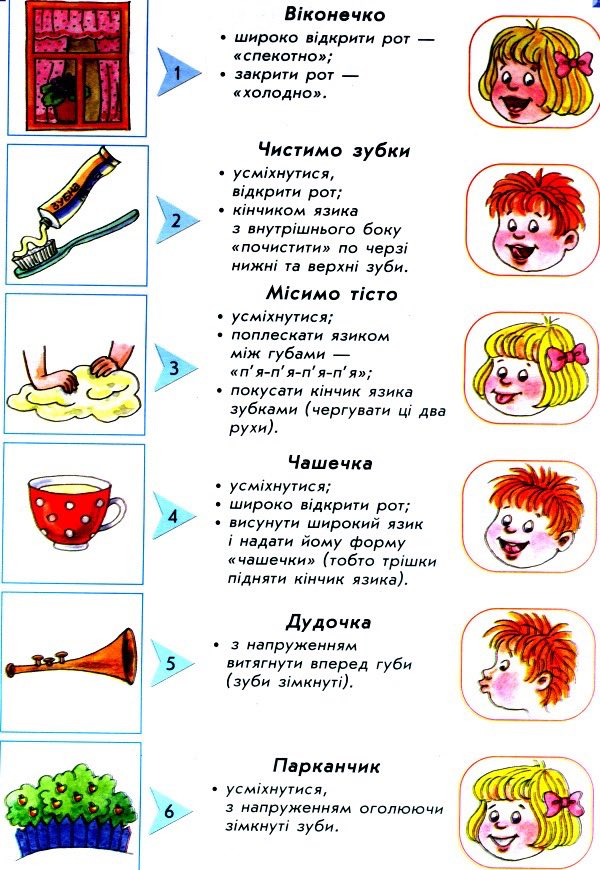 Віконечко
1
• широко відкрити рот —
«спекотно»;
• закрити рот —
«холодно».
Чистимо зубки
ЗУБНА
2
• усміхнутися,
відкрити рот;
• кінчиком язика
з внутрішнього боку
«почистити» по черзі
нижні та верхні зуби.
Місимо тісто
3
• усміхнутися;
• поплескати язиком
між губами —
«п'я-п'я-п'я-п'я»;
• покусати кінчик язика
зубками (чергувати ці два
рухи).
Чашечка
4
• усміхнутися;
• широко відкрити рот;
• висунути широкий язик
і надати йому форму
«чашечки» (тобто трішки
підняти кінчик язика).
Дудочка
5
• з напруженням
витягнути вперед губи
(зуби зімкнуті).
Парканчик
6
• усміхнутися,
з напруженням оголюючи
зімкнуті зуби.